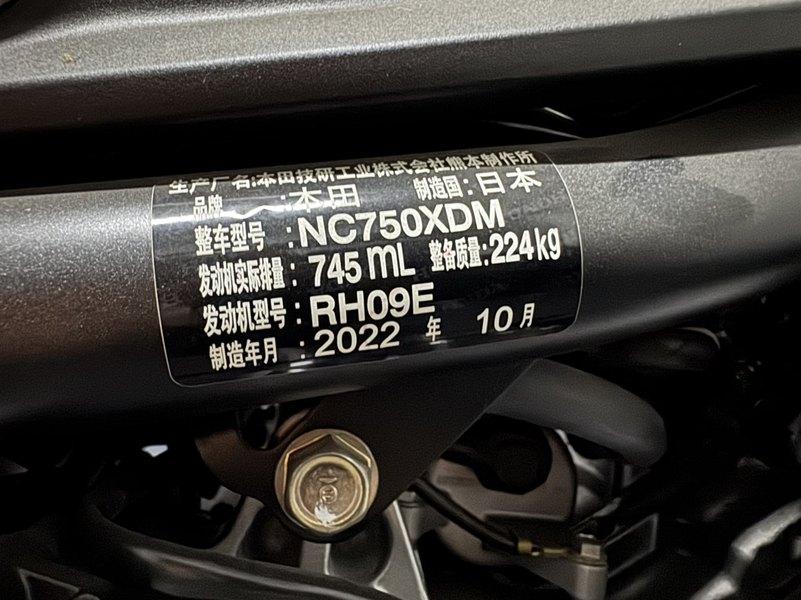 生产厂名:本田技研工业株式会社熊本制作所
品牌 :本田 制造国:日本
整车型号 :NC750XDM
发动机实际排量: 745 mL 整备质量:224kg
发动机型号:RH09E
制造年月 :2022 年 10月